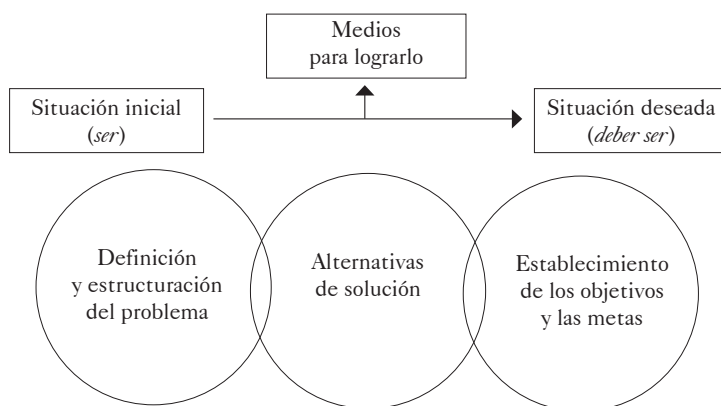 Medios
para lograrlo
Situación inicial
(ser)
Situación deseada
(deber ser)
Definición
y estructuración
del problema
Alternativas
de solución
Establecimiento
de los objetivos
y las metas